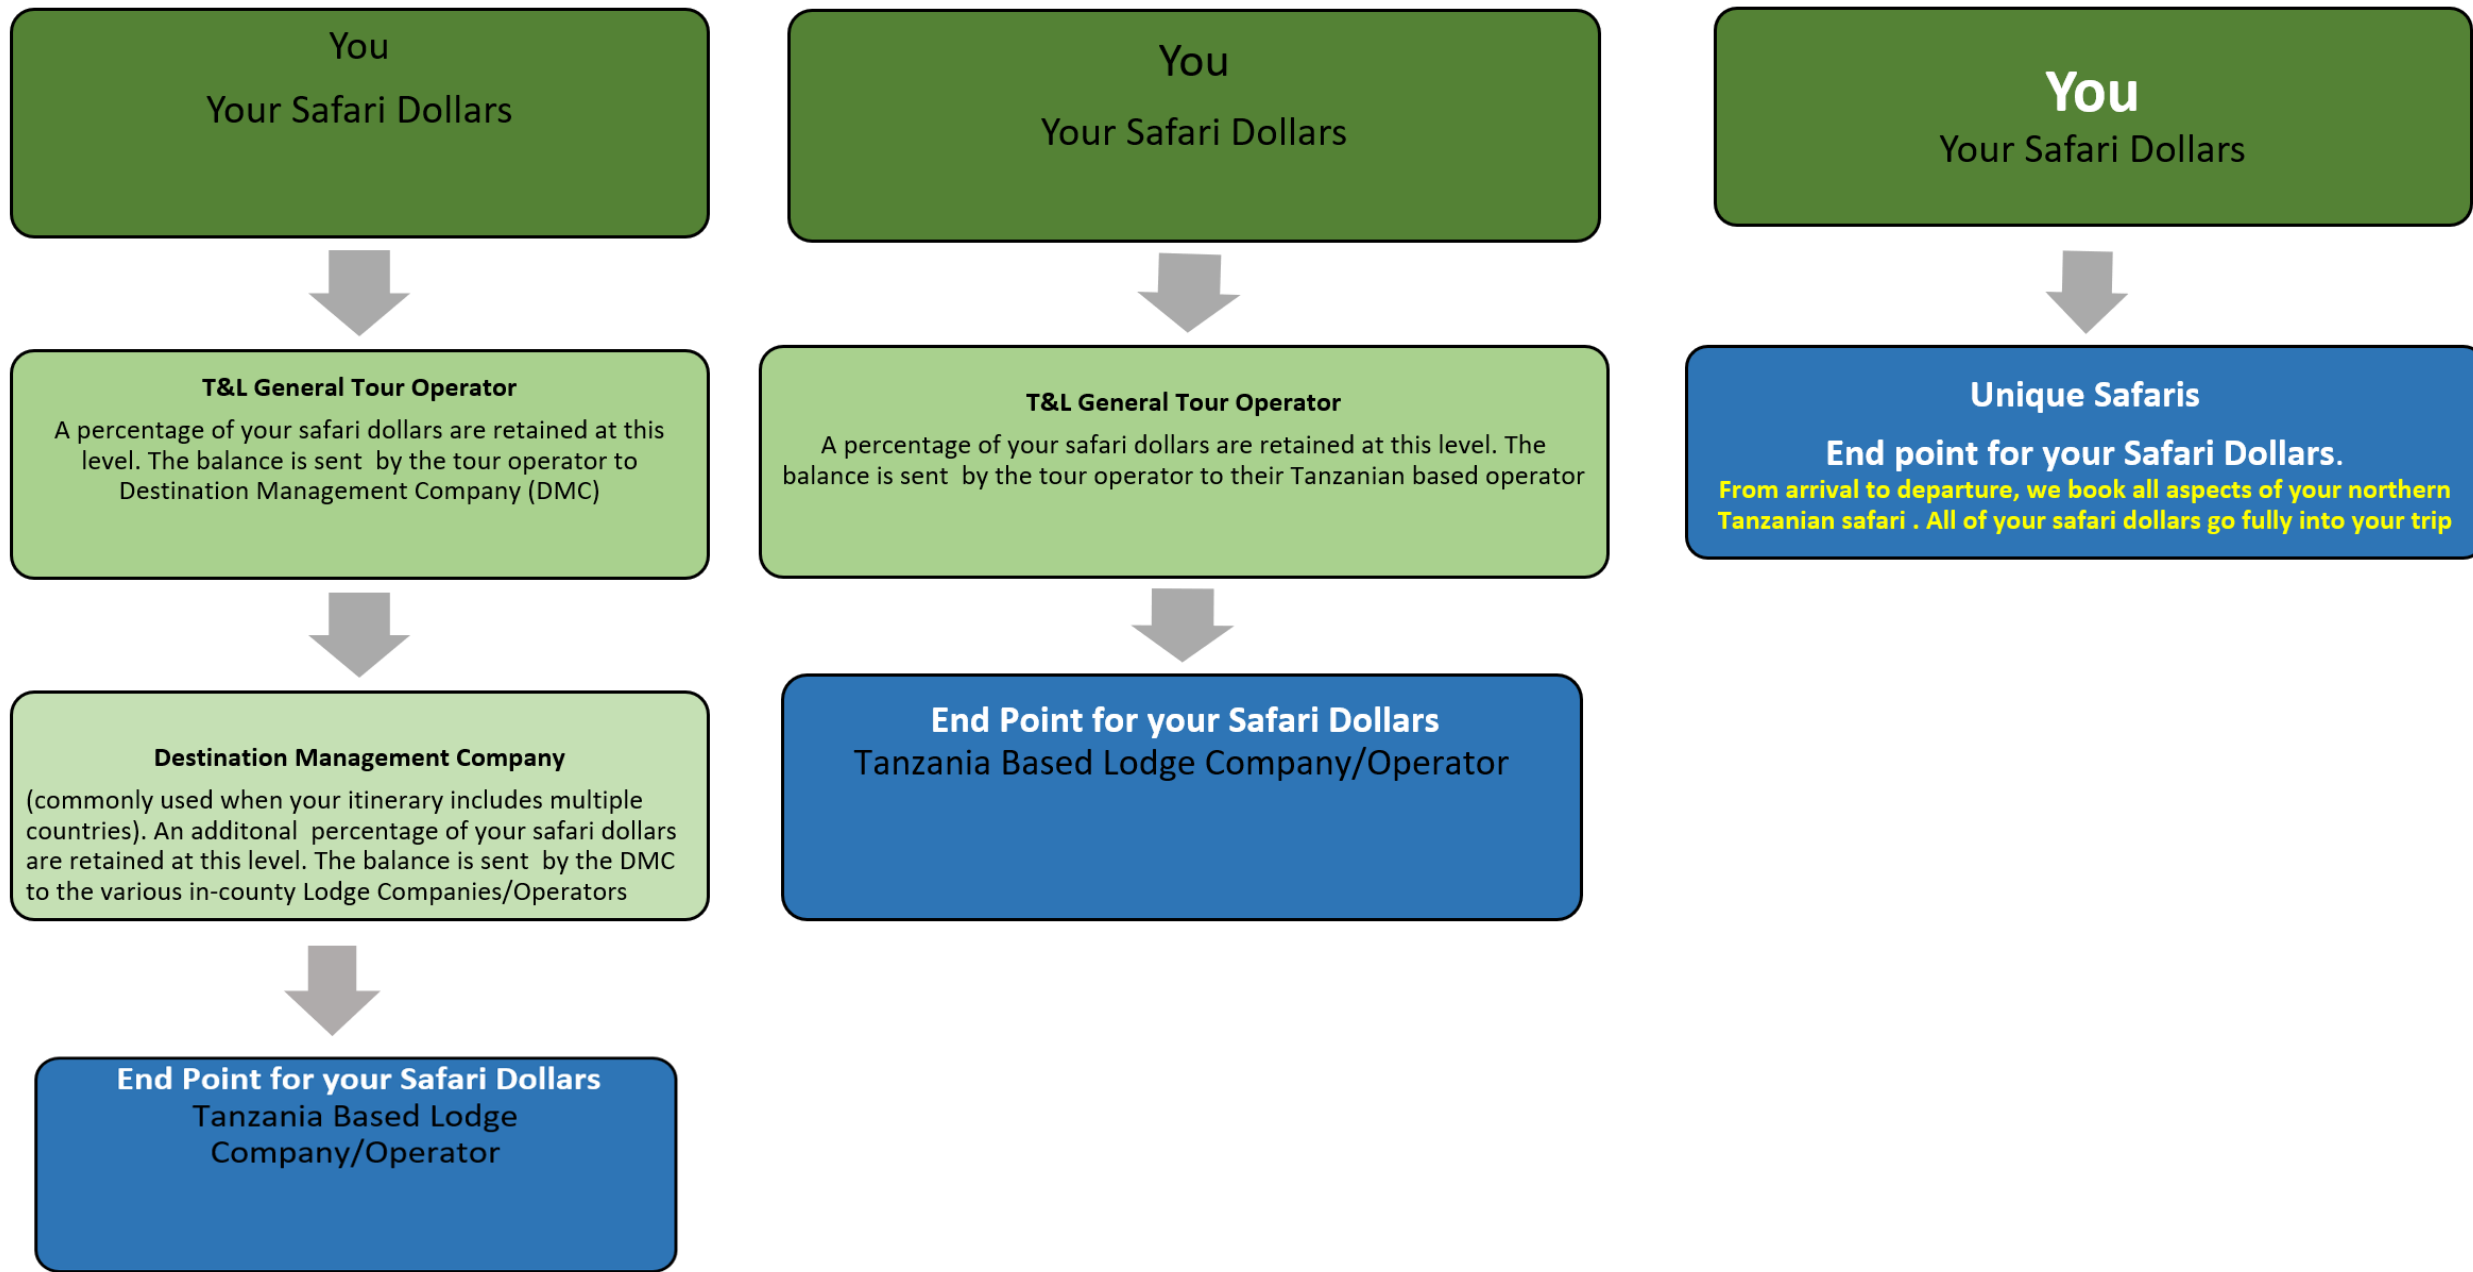 You
Your Safari Dollars
T&L General Tour Operator
A percentage of your safari dollars are retained at this
level. The balance is sent  by the tour operator to
Destination Management Company (DMC)
Destination Management Company
(commonly used when your itinerary includes multiple
countries). An additonal  percentage of your safari dollars
are retained at this level. The balance is sent  by the DMC
to the various in-county Lodge Companies/Operators
End Point for your Safari Dollars
Tanzania Based Lodge
Company/Operator
You
Your Safari Dollars
T&L General Tour Operator
A percentage of your safari dollars are retained at this level. The
balance is sent  by the tour operator to their Tanzanian based operator
End Point for your Safari Dollars
Tanzania Based Lodge Company/Operator
You
Your Safari Dollars
Unique Safaris
End point for your Safari Dollars.
From arrival to departure, we book all aspects of your northern
Tanzanian safari . All of your safari dollars go fully into your trip